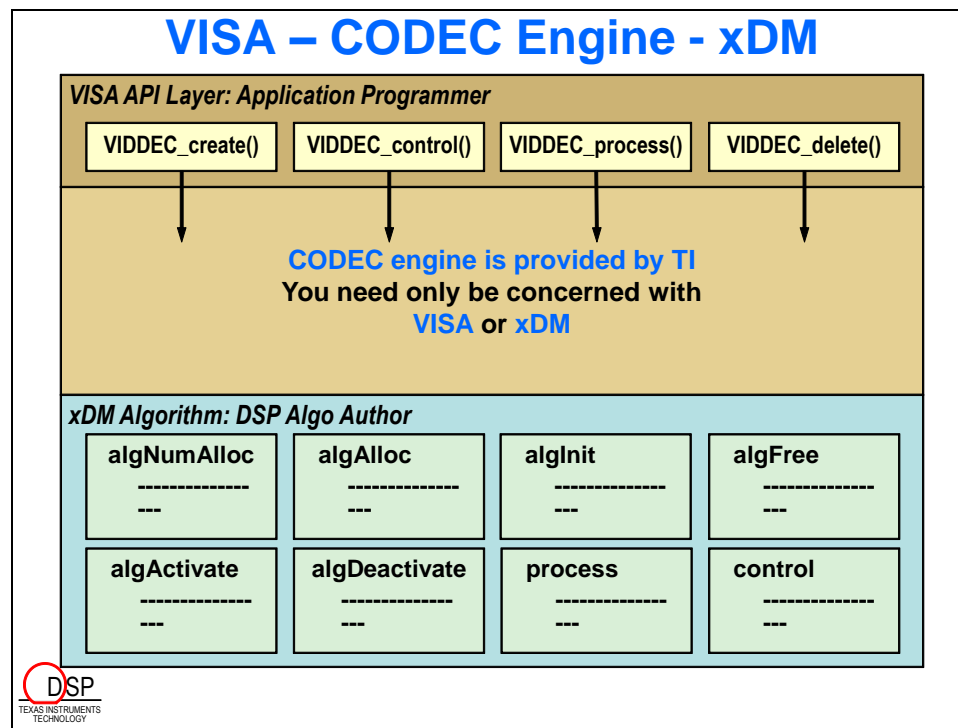 VISA – CODEC Engine - xDM
VISA API Layer: Application Programmer
VIDDEC_create()
VIDDEC_control()
VIDDEC_process()
VIDDEC_delete()
CODEC engine is provided by TI
You need only be concerned with
VISA or xDM
xDM Algorithm: DSP Algo Author
algNumAlloc
--------------
---
algAlloc
--------------
---
algInit
--------------
---
algFree
--------------
---
algActivate
--------------
---
algDeactivate
--------------
---
process
--------------
---
control
--------------
---
DSP
TEXAS INSTRUMENTS
TECHNOLOGY